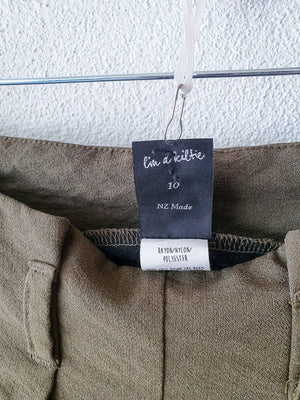 i'm a kiltie
10
NZ Made
RAYON/NYLON/
POLYESTER